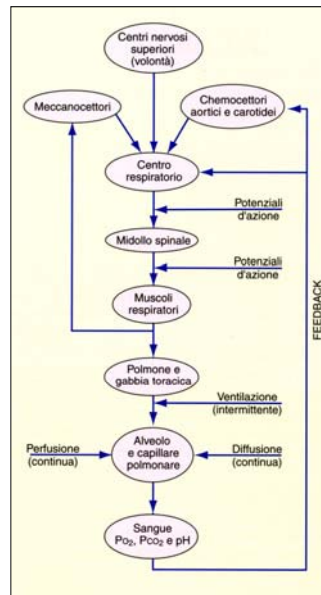 Centri nervosi
superiori
(volontà)
Meccanocettori
Chemocettori
aortici e carotidei
Centro
respiratorio
Potenziali
d'azione
Midollo spinale
Potenziali
d'azione
Muscoli
respiratori
FEEDBACK
Polmone e
gabbia toracica
Ventilazione
(intermittente)
Perfusione
(continua)
Alveolo
e capillare
polmonare
Diffusione
(continua)
Sangue
PO₂, PCO₂ e pH